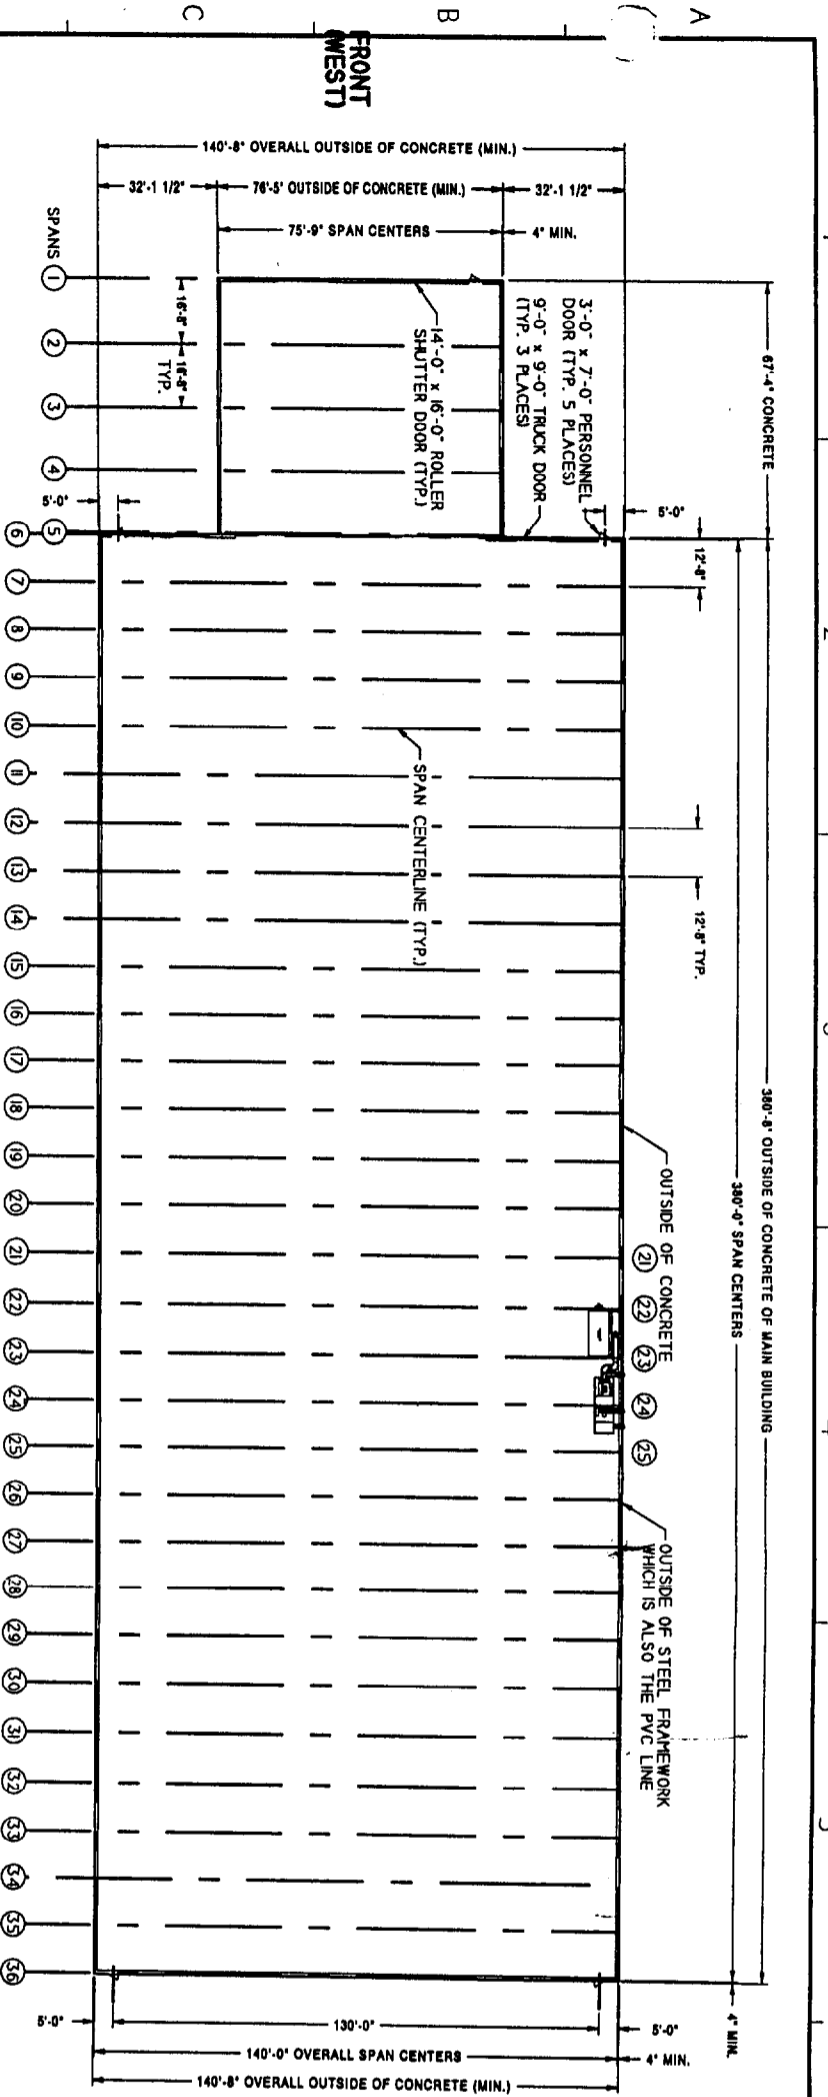 C
B
A
FRONT
(WEST)
140'-8" OVERALL OUTSIDE OF CONCRETE (MIN.)
32'-1 1/2"
76'-5" OUTSIDE OF CONCRETE (MIN.)
32'-1 1/2"
75'-9" SPAN CENTERS
4" MIN.
SPANS
1
2
3
4
5
6
7
8
9
10
11
12
13
14
15
16
17
18
19
20
21
22
23
24
25
26
27
28
29
30
31
32
33
34
35
36
16'-8"
16'-8"
TYP.
14'-0" x 16'-0" ROLLER
SHUTTER DOOR (TYP.)
3'-0" x 7'-0" PERSONNEL
DOOR (TYP. 5 PLACES)
9'-0" x 9'-0" TRUCK DOOR
(TYP. 3 PLACES)
67'-4" CONCRETE
5'-0"
5'-0"
12'-8"
SPAN CENTERLINE (TYP.)
12'-8" TYP.
380'-8" OUTSIDE OF CONCRETE OF MAIN BUILDING
380'-0" SPAN CENTERS
OUTSIDE OF CONCRETE
21
22
23
24
25
OUTSIDE OF STEEL FRAMEWORK
WHICH IS ALSO THE PVC LINE
4" MIN.
5'-0"
130'-0"
5'-0"
140'-0" OVERALL SPAN CENTERS
4" MIN.
140'-8" OVERALL OUTSIDE OF CONCRETE (MIN.)